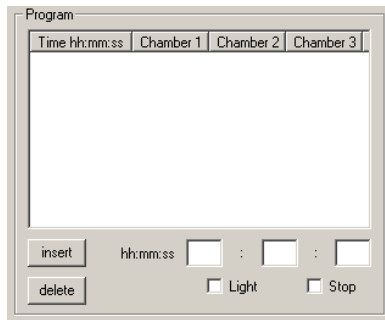 Program
Time hh:mm:ss Chamber 1 Chamber 2 Chamber 3
insert hh:mm:ss : :
delete Light Stop